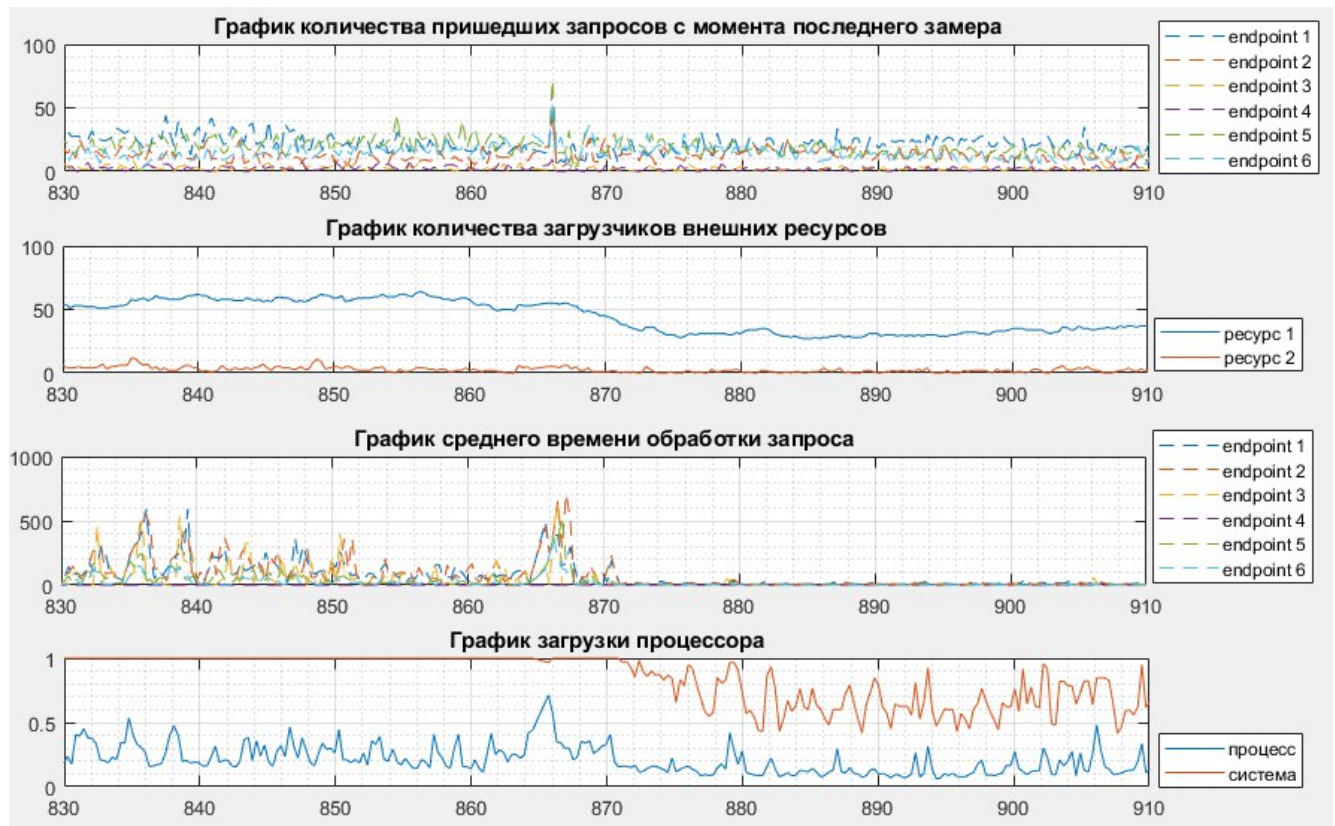 График количества пришедших запросов с момента последнего замера
100
50
0
830 840 850 860 870 880 890 900 910
endpoint 1
endpoint 2
endpoint 3
endpoint 4
endpoint 5
endpoint 6
График количества загрузчиков внешних ресурсов
100
50
0
830 840 850 860 870 880 890 900 910
ресурс 1
ресурс 2
График среднего времени обработки запроса
1000
500
0
830 840 850 860 870 880 890 900 910
endpoint 1
endpoint 2
endpoint 3
endpoint 4
endpoint 5
endpoint 6
График загрузки процессора
1
0.5
0
830 840 850 860 870 880 890 900 910
процесс
система